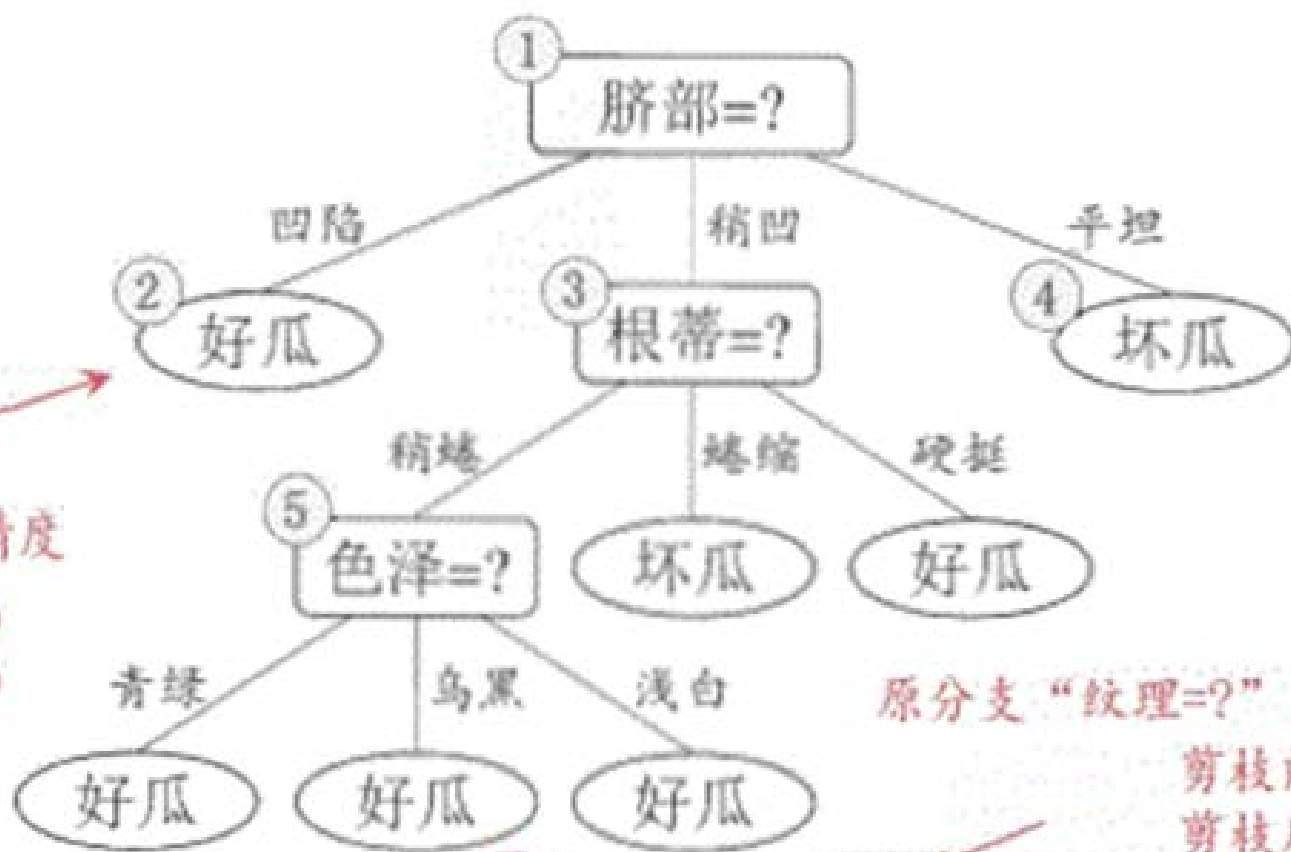 ①
脐部=?
凹陷
稍凹
平坦
②
好瓜
③
根蒂=?
④
坏瓜
稍蜷
蜷缩
硬挺
精度
⑤
色泽=?
坏瓜
好瓜
青绿
乌黑
浅白
原分支“纹理=?”
好瓜
好瓜
好瓜
剪枝
剪枝